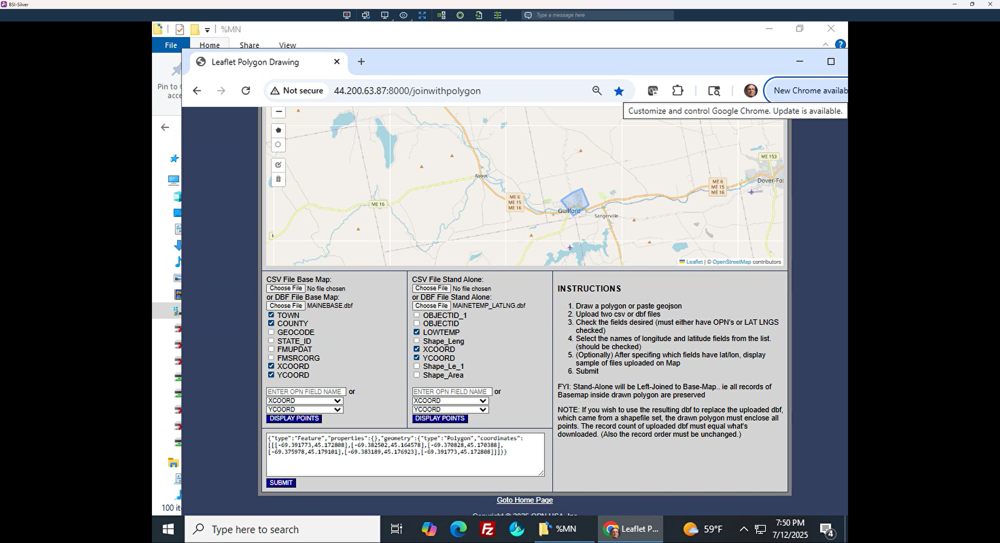 BSI-Silver
Type a message here
%MN
File
Home
Share
View
Leaflet Polygon Drawing
Not secure
44.200.63.87:8000/joinwithpolygon
New Chrome availab
Customize and control Google Chrome. Update is available.
Pin to
acce
ME 153
Abbot
ME 6
ME 15
ME 16
Dover-Fo
ME 16
ME 6
ME 15
ME 16
Guilford
Sangerville
Leaflet | © OpenStreetMap contributors
CSV File Base Map:
Choose File No file chosen
or DBF File Base Map:
Choose File MAINEBASE.dbf
TOWN
COUNTY
GEOCODE
STATE_ID
FMUPDAT
FMSRCORG
XCOORD
YCOORD
ENTER OPN FIELD NAME or
XCOORD
YCOORD
DISPLAY POINTS
CSV File Stand Alone:
Choose File No file chosen
or DBF File Stand Alone:
Choose File MAINETEMP_LATLNG.dbf
OBJECTID_1
OBJECTID
LOWTEMP
Shape_Leng
XCOORD
YCOORD
Shape_Le_1
Shape_Area
ENTER OPN FIELD NAME or
XCOORD
YCOORD
DISPLAY POINTS
INSTRUCTIONS
1. Draw a polygon or paste geojson
2. Upload two csv or dbf files
3. Check the fields desired (must either have OPN's or LAT LNGS
checked)
4. Select the names of longitude and latitude fields from the list.
(should be checked)
5. (Optionally) After specifing which fields have lat/lon, display
sample of files uploaded on Map
6. Submit
FYI: Stand-Alone will be Left-Joined to Base-Map.. ie all records of
Basemap inside drawn polygon are preserved
NOTE: If you wish to use the resulting dbf to replace the uploaded dbf,
which came from a shapefile set, the drawn polygon must enclose all
points. The record count of uploaded dbf must equal what's
downloaded. (Also the record order must be unchanged.)
{"type":"Feature","properties":{},"geometry":{"type":"Polygon","coordinates":
[[[-69.391773,45.172808],[-69.382502,45.164578],[-69.370828,45.170388],
[-69.375978,45.179101],[-69.383189,45.176923],[-69.391773,45.172808]]]}}
SUBMIT
Goto Home Page
100 it
Type here to search
%MN
Leaflet P...
59°F
7:50 PM
7/12/2025
4